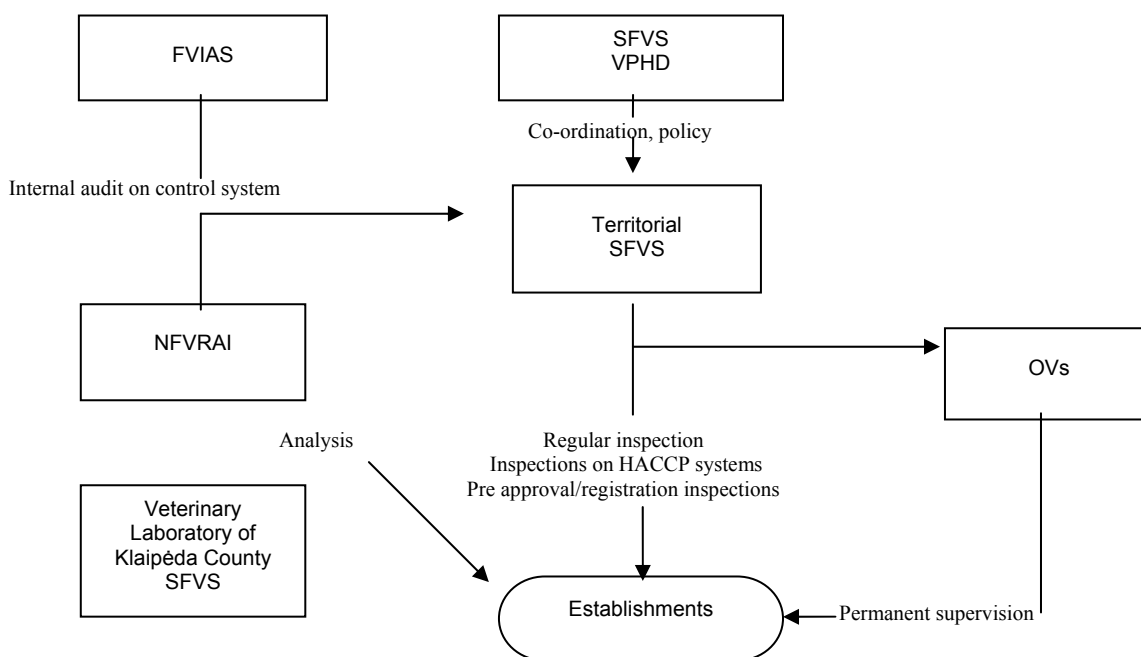 FVIAS
SFVS
VPHD
Co-ordination, policy
Internal audit on control system
Territorial
SFVS
NFVRAI
OVs
Analysis
Regular inspection
Inspections on HACCP systems
Pre approval/registration inspections
Veterinary
Laboratory of
Klaipėda County
SFVS
Establishments
Permanent supervision